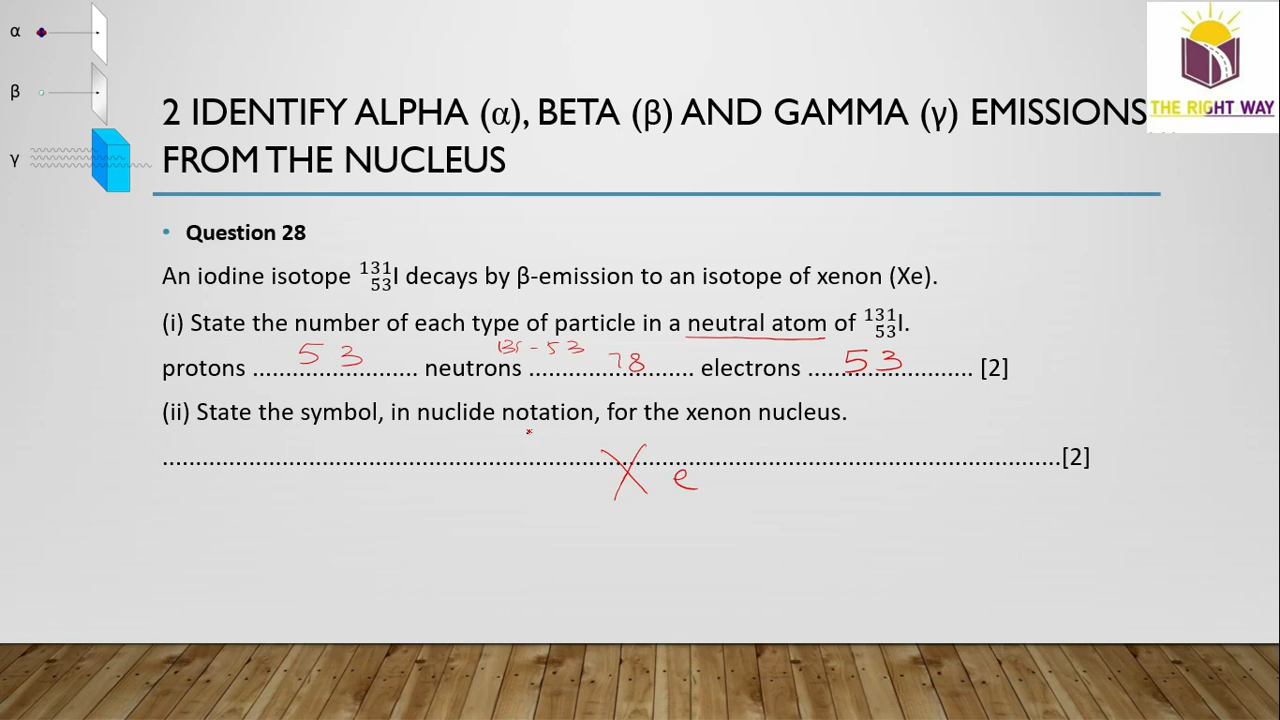 α
β
γ
THE RIGHT WAY
2 IDENTIFY ALPHA (α), BETA (β) AND GAMMA (γ) EMISSIONS
FROM THE NUCLEUS
• Question 28
An iodine isotope ¹³¹₅₃I decays by β-emission to an isotope of xenon (Xe).
(i) State the number of each type of particle in a neutral atom of ¹³¹₅₃I.
53 131 - 53 78 53
protons ......................... neutrons ......................... electrons ......................... [2]
(ii) State the symbol, in nuclide notation, for the xenon nucleus.
.........................................................................................................................................[2]
Xe